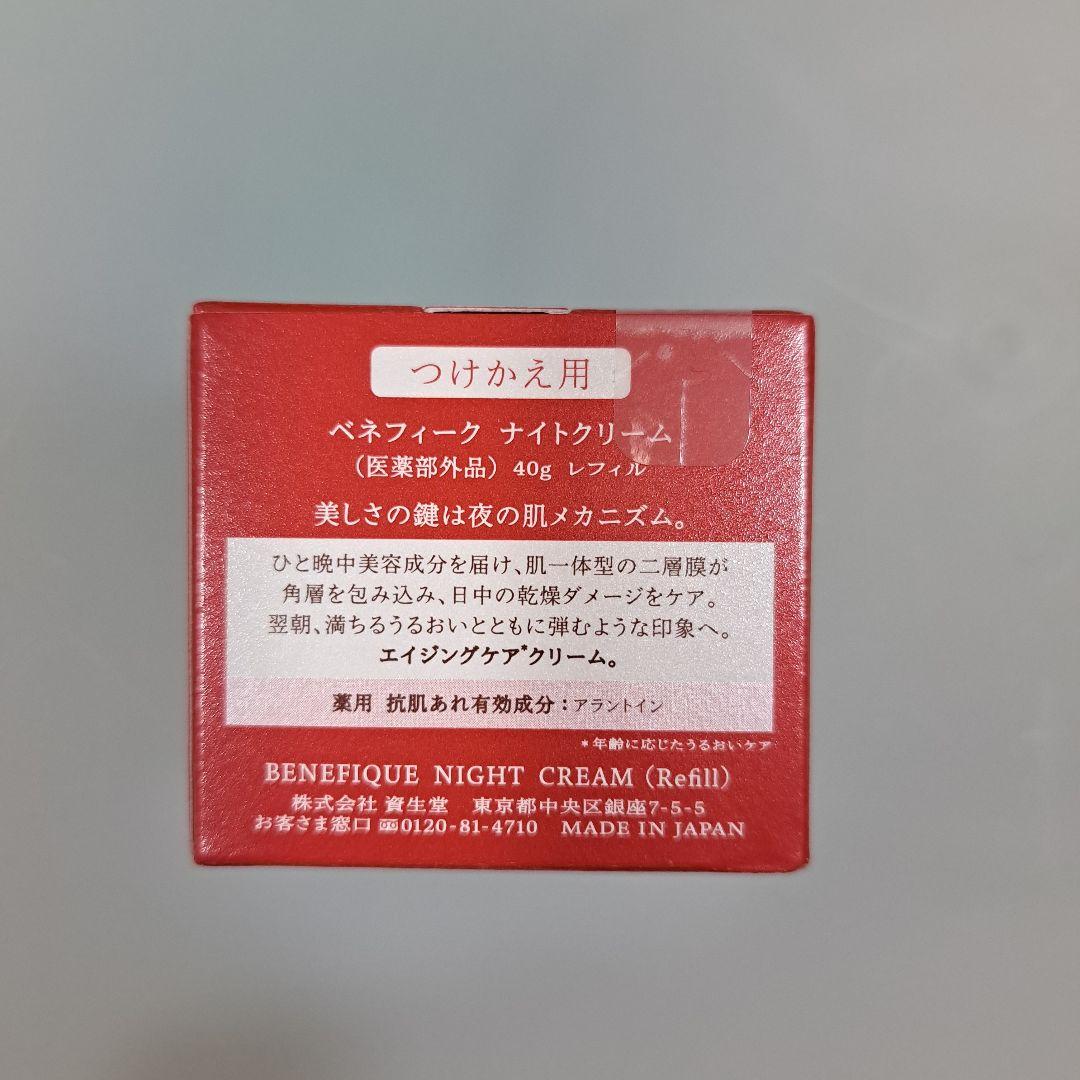 つけかえ用
ベネフィーク ナイトクリーム
（医薬部外品）40g レフィル
美しさの鍵は夜の肌メカニズム。
ひと晩中美容成分を届け、肌一体型の二層膜が
角層を包み込み、日中の乾燥ダメージをケア。
翌朝、満ちるうるおいとともに弾むような印象へ。
エイジングケア*クリーム。
薬用 抗肌あれ有効成分：アラントイン
*年齢に応じたうるおいケア
BENEFIQUE NIGHT CREAM (Refill)
株式会社 資生堂 東京都中央区銀座7-5-5
お客さま窓口 0120-81-4710 MADE IN JAPAN